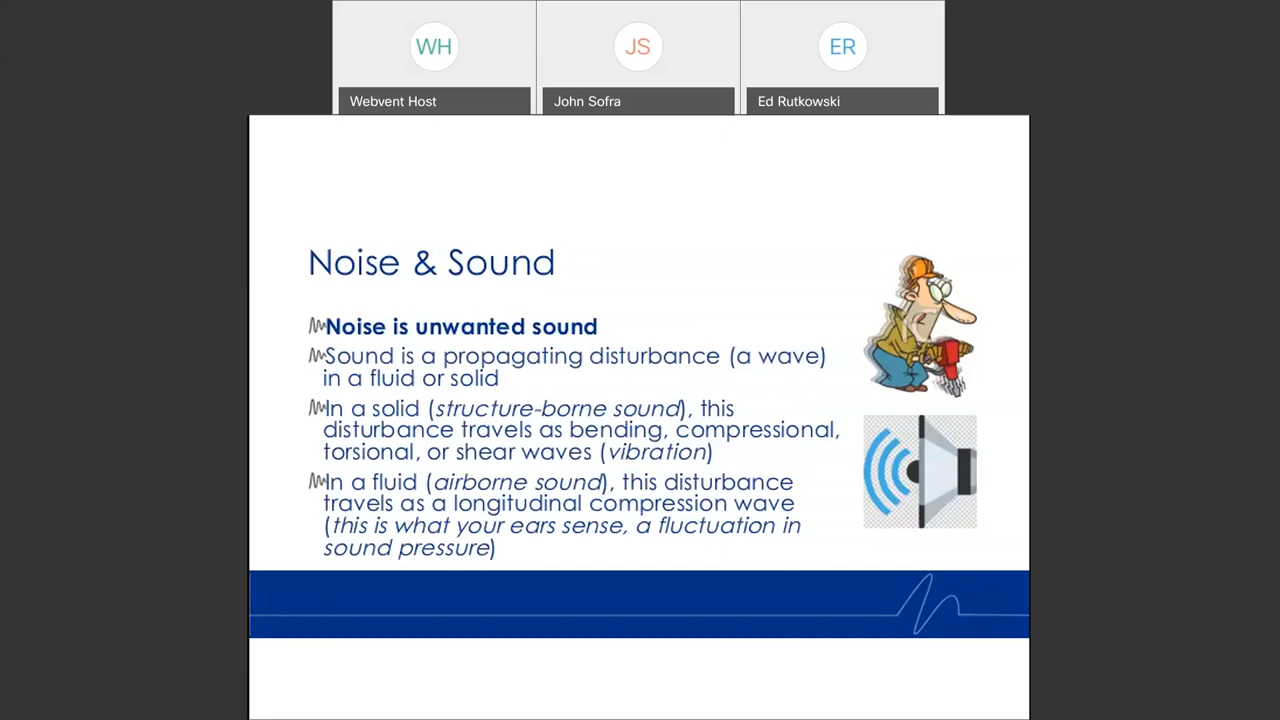 WH
JS
ER
Webvent Host
John Sofra
Ed Rutkowski
Noise & Sound
Noise is unwanted sound
Sound is a propagating disturbance (a wave)
in a fluid or solid
In a solid (structure-borne sound), this
disturbance travels as bending, compressional,
torsional, or shear waves (vibration)
In a fluid (airborne sound), this disturbance
travels as a longitudinal compression wave
(this is what your ears sense, a fluctuation in
sound pressure)